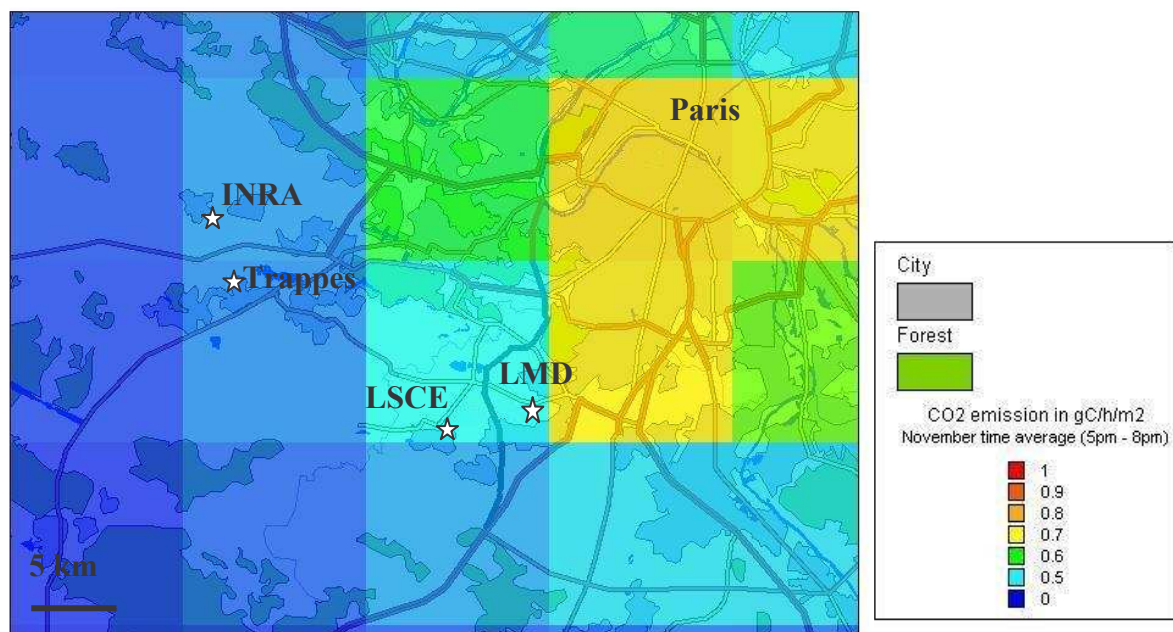 Paris
INRA
Trappes
LMD
LSCE
5 km
City
Forest
CO2 emission in gC/h/m2
November time average (5pm - 8pm)
1
0.9
0.8
0.7
0.6
0.5
0